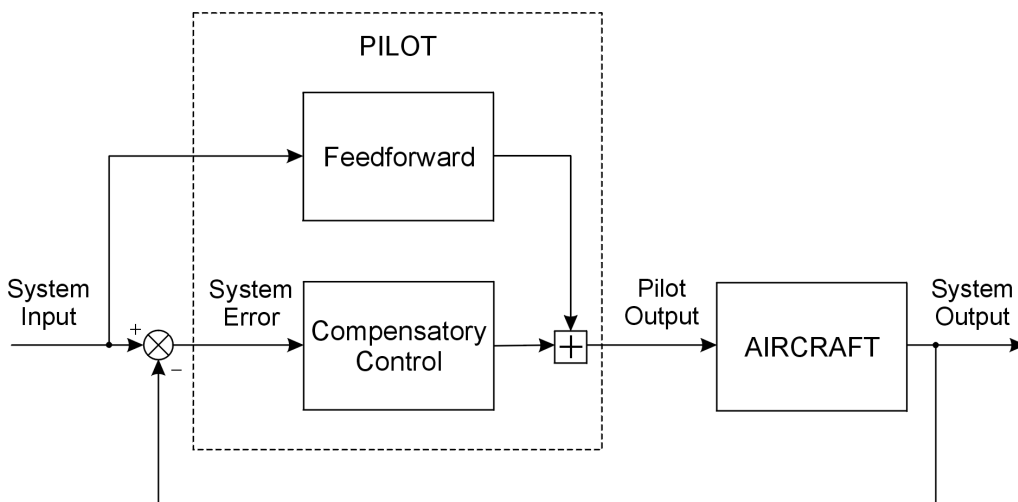 PILOT
Feedforward
System
Input
+
−
System
Error
Compensatory
Control
+
Pilot
Output
AIRCRAFT
System
Output